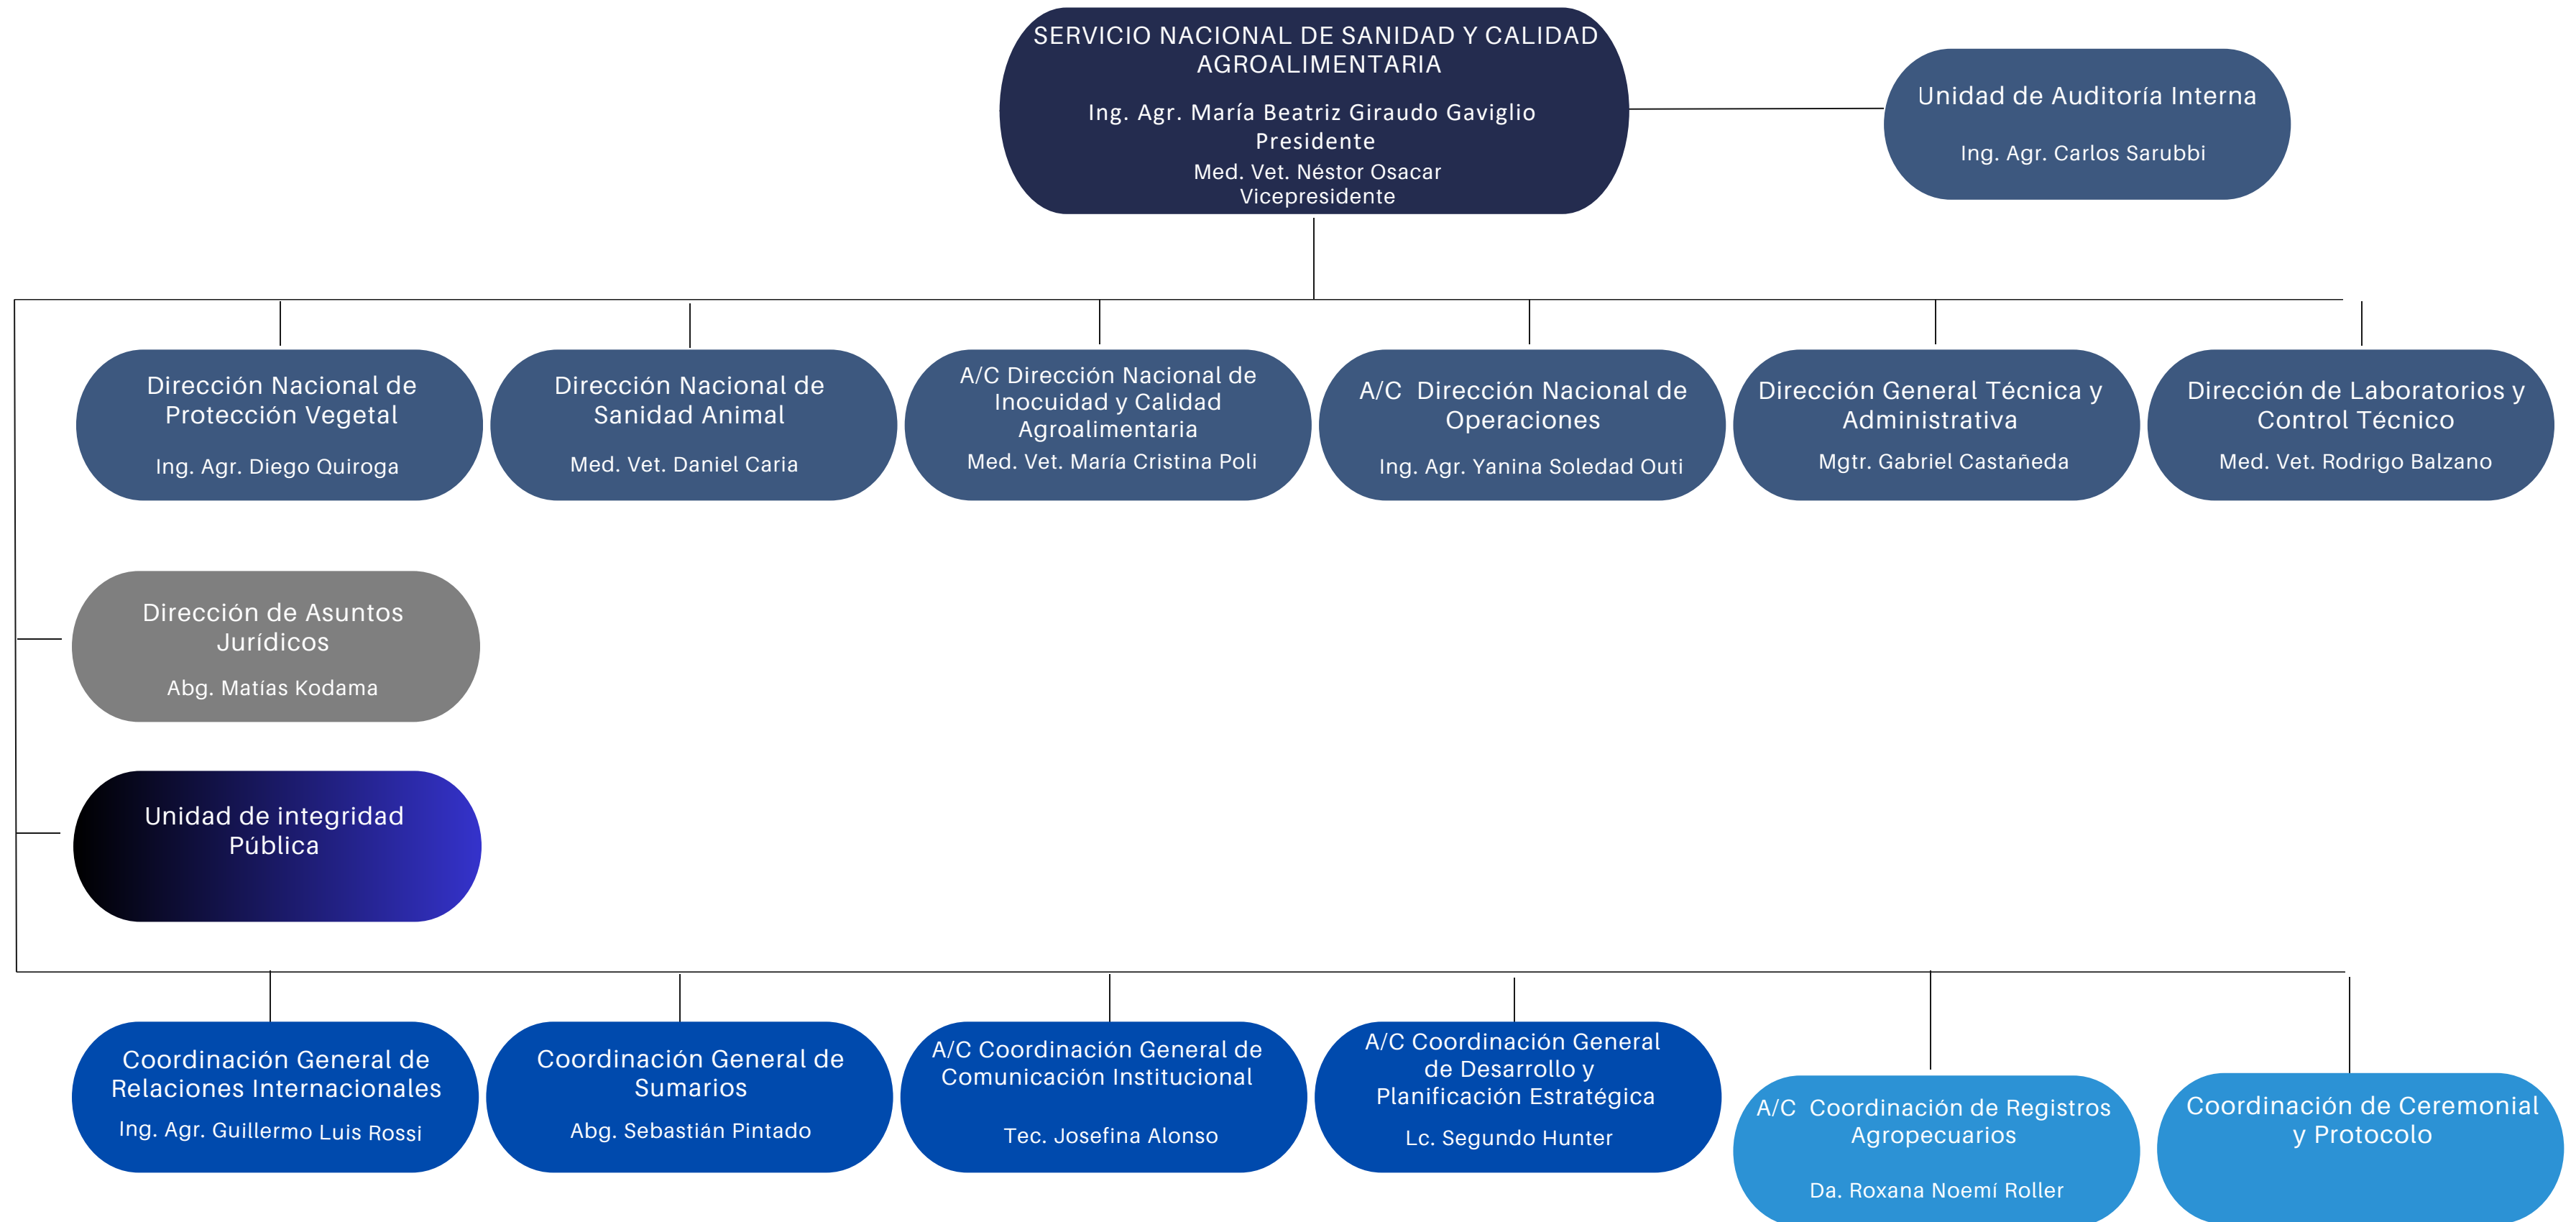 SERVICIO NACIONAL DE SANIDAD Y CALIDAD
AGROALIMENTARIA
Ing. Agr. María Beatriz Giraudo Gaviglio
Presidente
Med. Vet. Néstor Osacar
Vicepresidente
Unidad de Auditoría Interna
Ing. Agr. Carlos Sarubbi
Dirección Nacional de
Protección Vegetal
Ing. Agr. Diego Quiroga
Dirección Nacional de
Sanidad Animal
Med. Vet. Daniel Caria
A/C Dirección Nacional de
Inocuidad y Calidad
Agroalimentaria
Med. Vet. María Cristina Poli
A/C Dirección Nacional de
Operaciones
Ing. Agr. Yanina Soledad Outi
Dirección General Técnica y
Administrativa
Mgtr. Gabriel Castañeda
Dirección de Laboratorios y
Control Técnico
Med. Vet. Rodrigo Balzano
Dirección de Asuntos
Jurídicos
Abg. Matías Kodama
Unidad de integridad
Pública
Coordinación General de
Relaciones Internacionales
Ing. Agr. Guillermo Luis Rossi
Coordinación General de
Sumarios
Abg. Sebastián Pintado
A/C Coordinación General de
Comunicación Institucional
Tec. Josefina Alonso
A/C Coordinación General
de Desarrollo y
Planificación Estratégica
Lc. Segundo Hunter
A/C Coordinación de Registros
Agropecuarios
Da. Roxana Noemí Roller
Coordinación de Ceremonial
y Protocolo